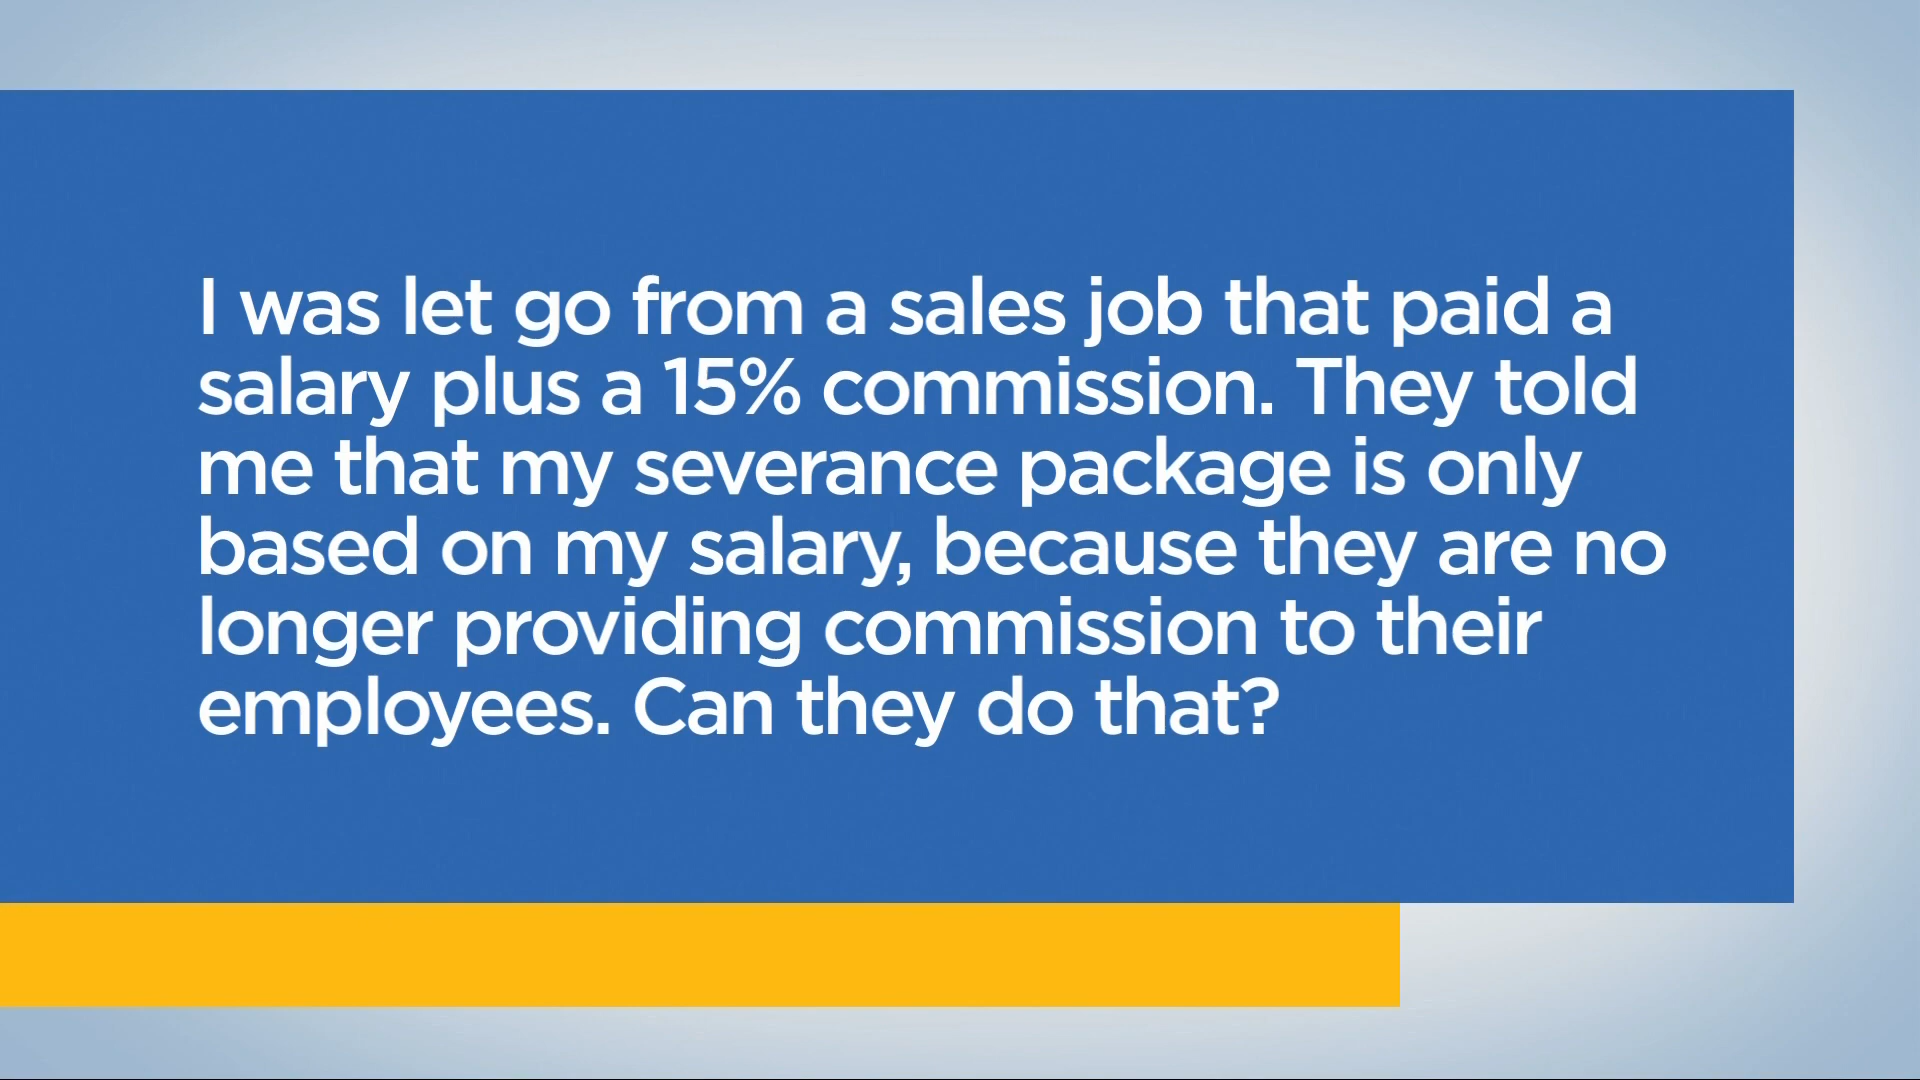 I was let go from a sales job that paid a
salary plus a 15% commission. They told
me that my severance package is only
based on my salary, because they are no
longer providing commission to their
employees. Can they do that?